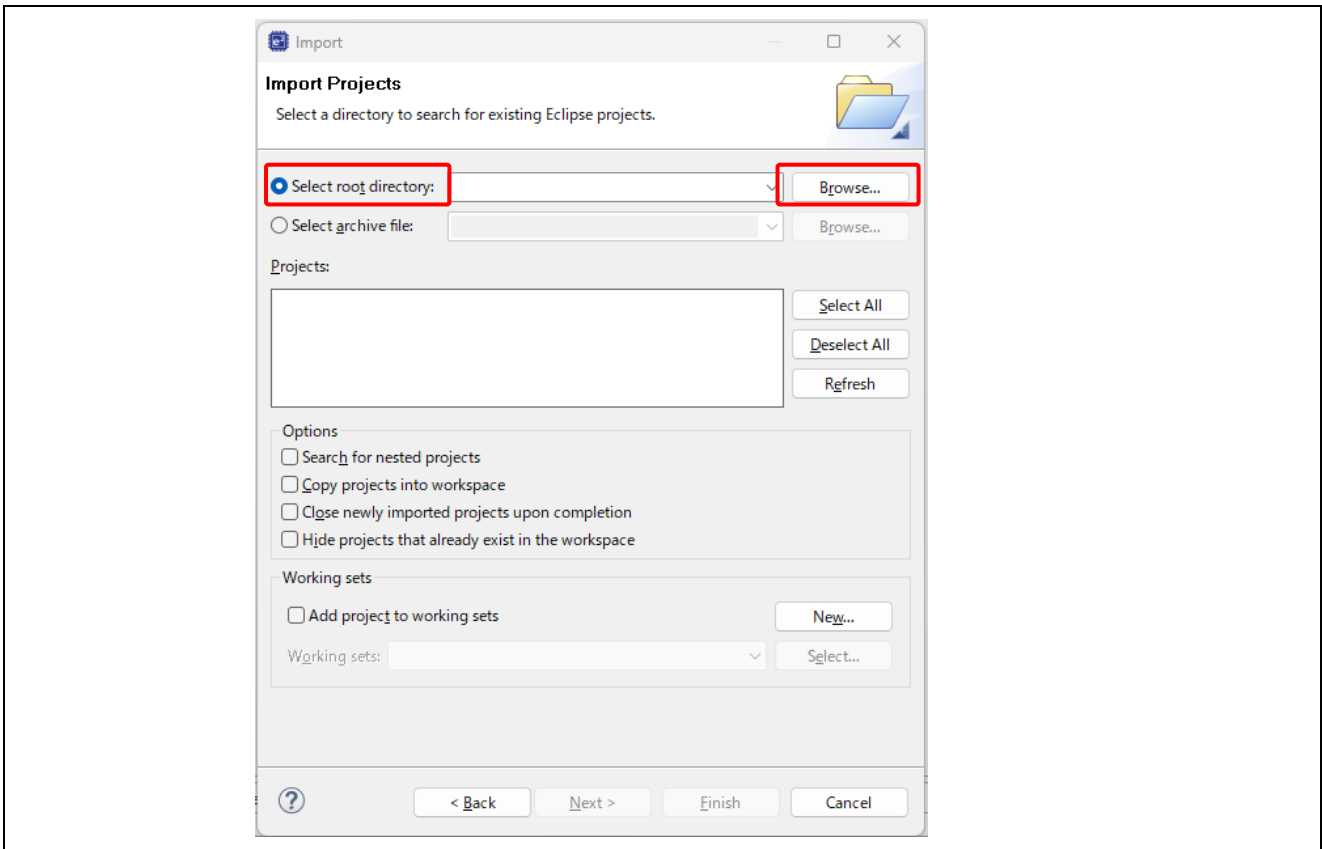 Import
Import Projects
Select a directory to search for existing Eclipse projects.
Select root directory: Browse...
Select archive file: Browse...
Projects:
Select All
Deselect All
Refresh
Options
Search for nested projects
Copy projects into workspace
Close newly imported projects upon completion
Hide projects that already exist in the workspace
Working sets
Add project to working sets New...
Working sets: Select...
? < Back Next > Finish Cancel